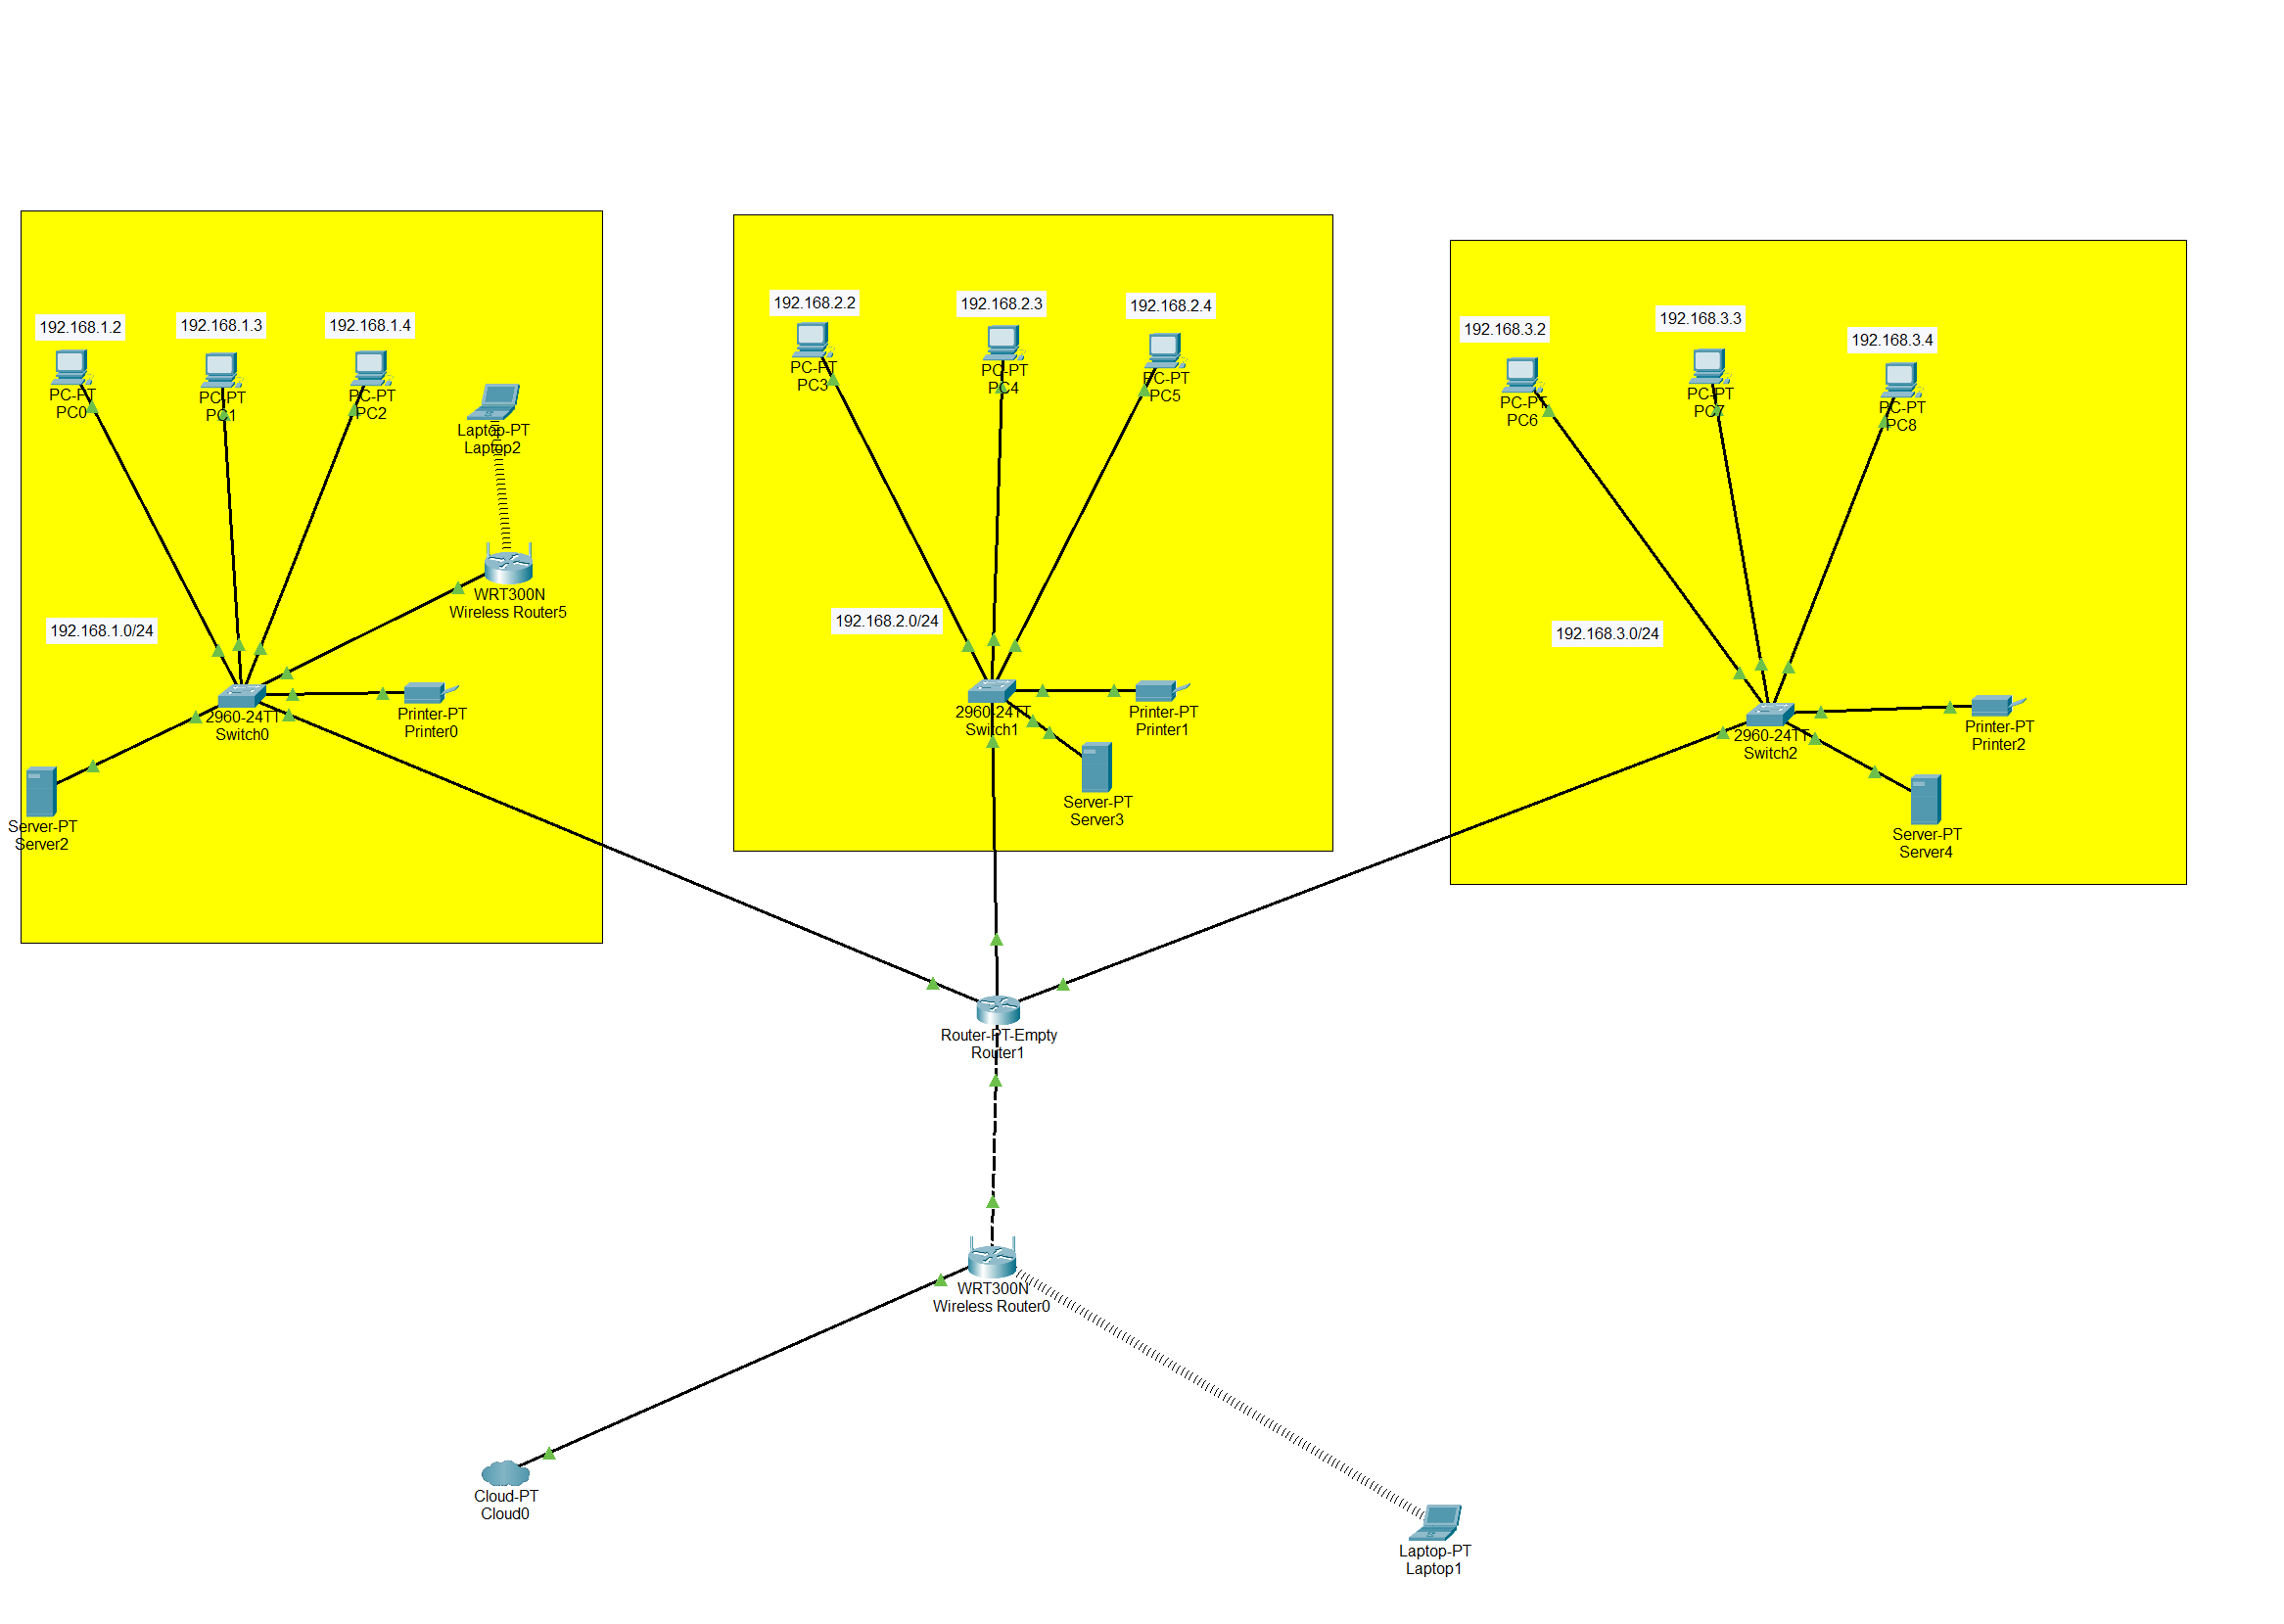 192.168.1.2
192.168.1.3
192.168.1.4
PC-PT
PC0
PC-PT
PC1
PC-PT
PC2
Laptop-PT
Laptop2
WRT300N
Wireless Router5
192.168.1.0/24
2960-24TT
Switch0
Printer-PT
Printer0
Server-PT
Server2
192.168.2.2
192.168.2.3
192.168.2.4
PC-PT
PC3
PC-PT
PC4
PC-PT
PC5
192.168.2.0/24
2960-24TT
Switch1
Printer-PT
Printer1
Server-PT
Server3
192.168.3.2
192.168.3.3
192.168.3.4
PC-PT
PC6
PC-PT
PC7
PC-PT
PC8
192.168.3.0/24
2960-24TT
Switch2
Printer-PT
Printer2
Server-PT
Server4
Router-PT-Empty
Router1
WRT300N
Wireless Router0
Cloud-PT
Cloud0
Laptop-PT
Laptop1